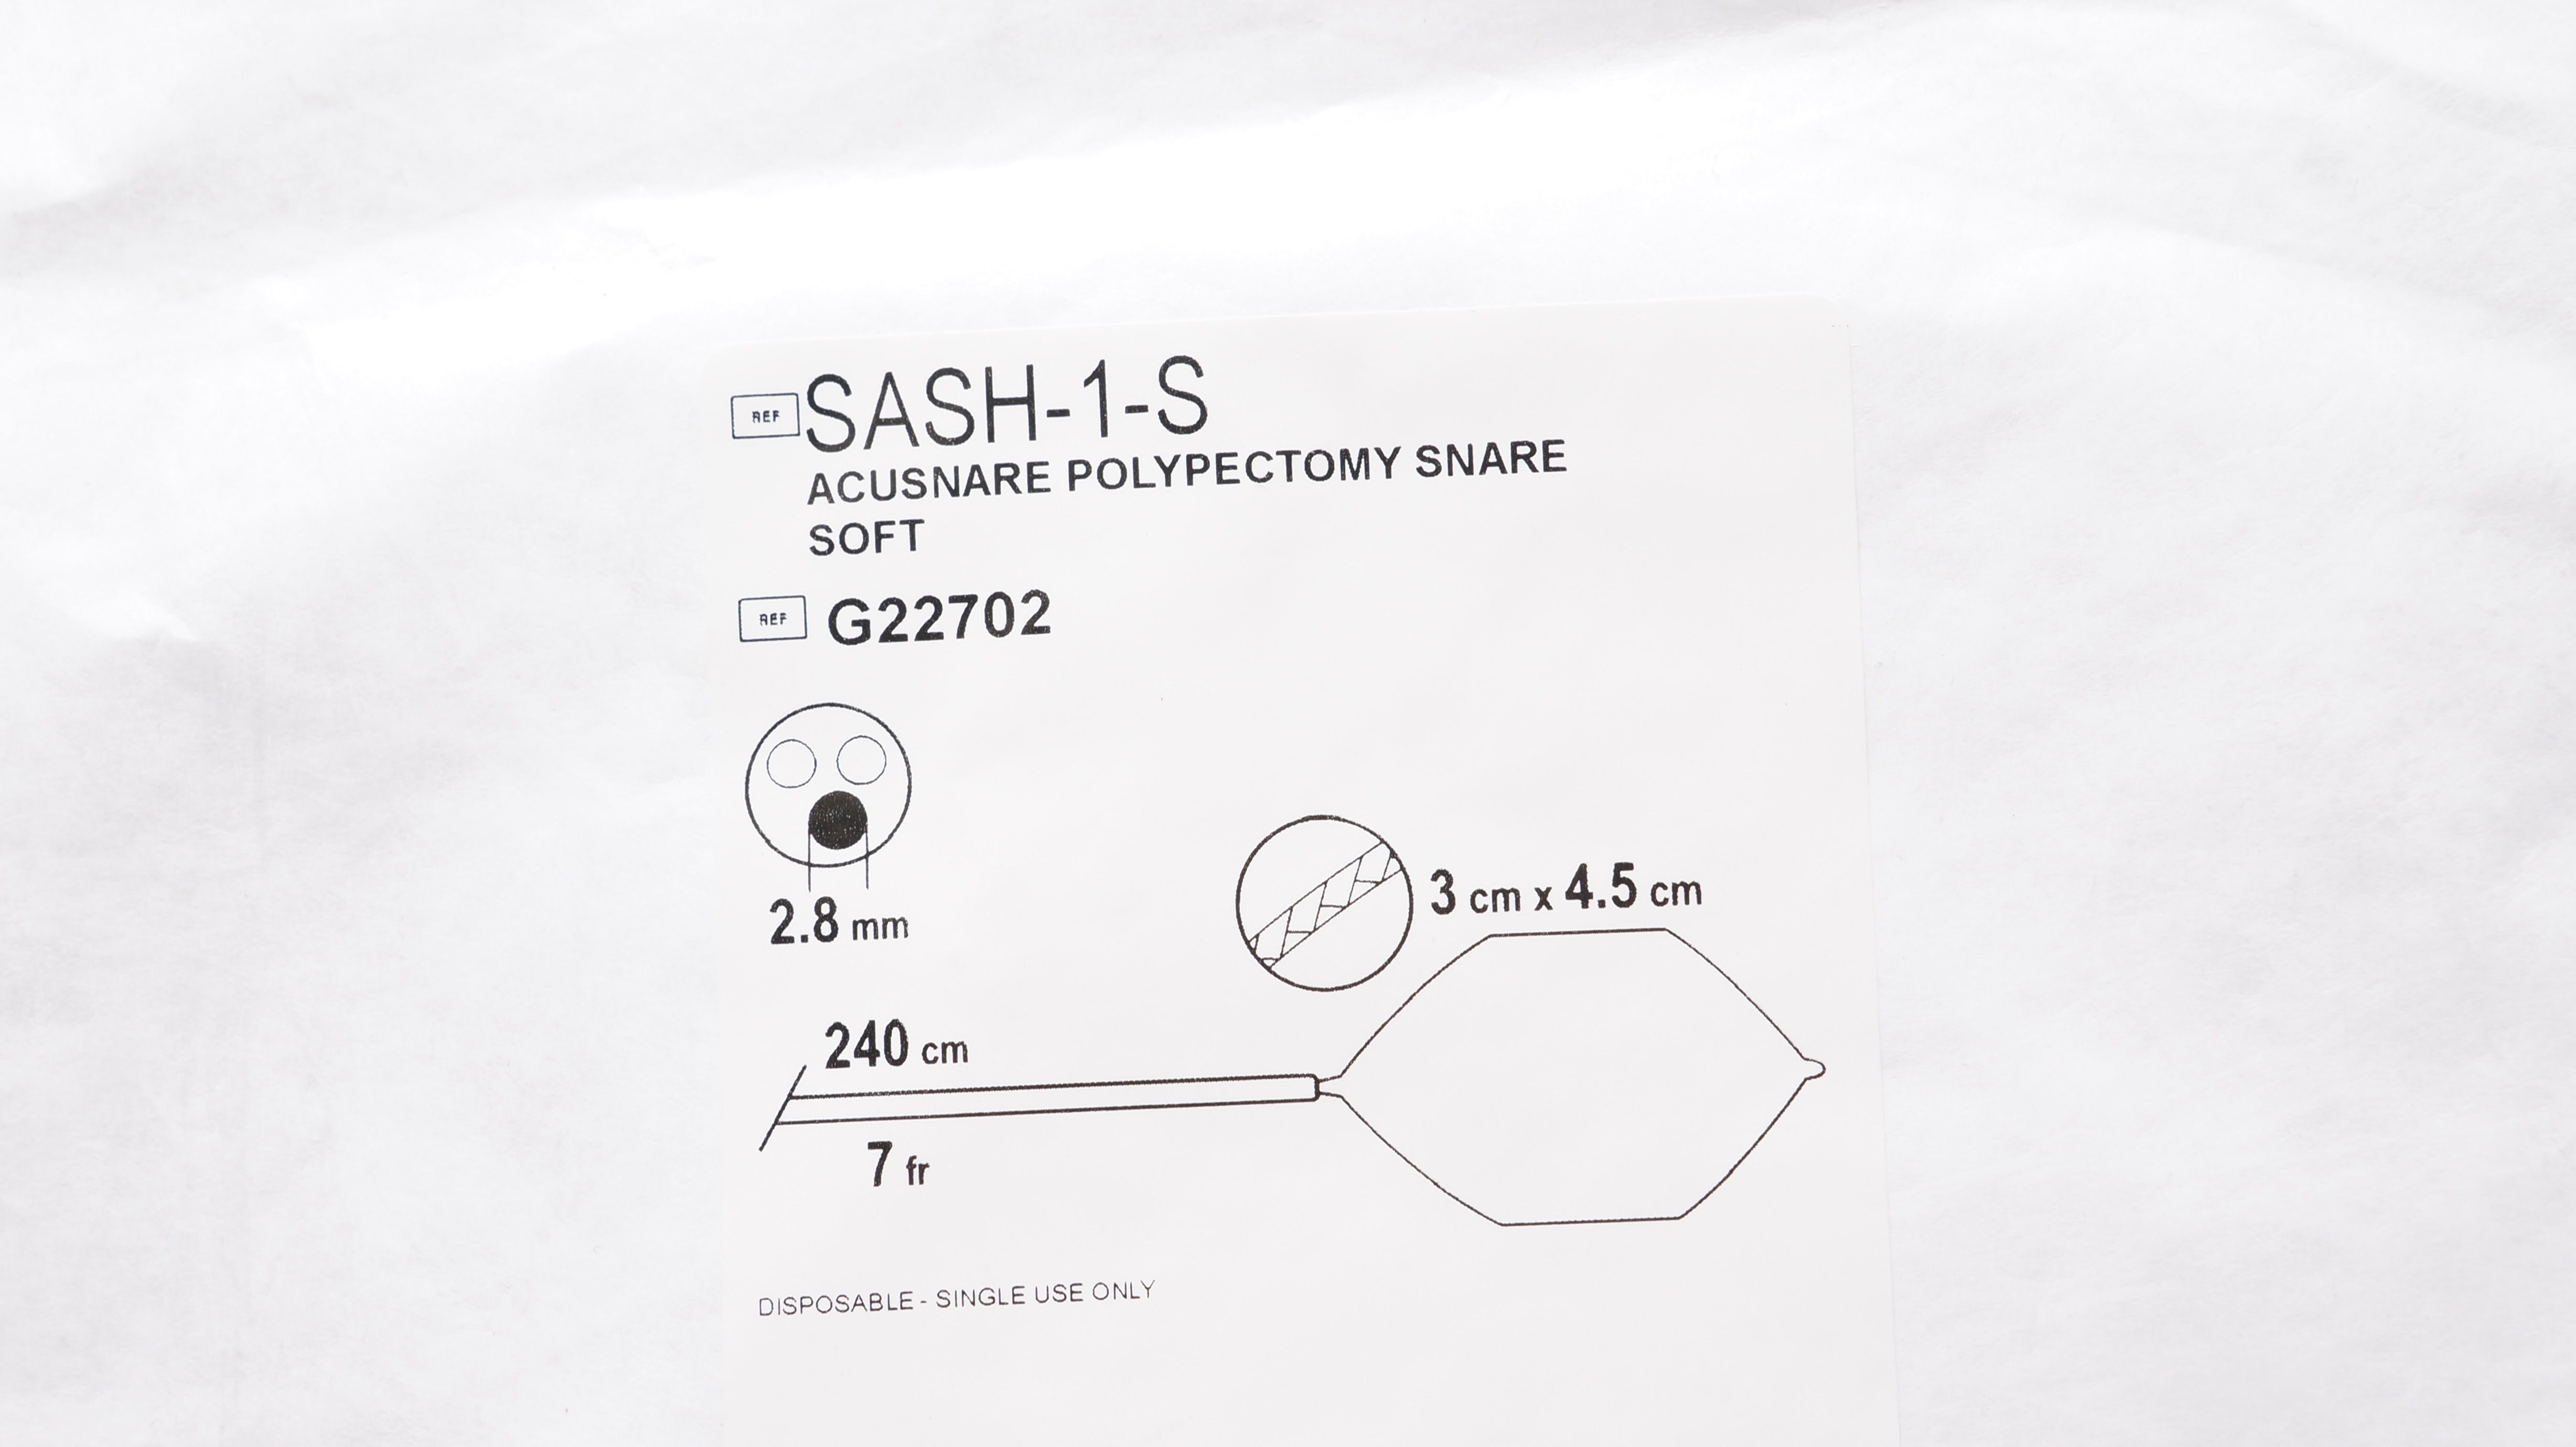 REF SASH-1-S
ACUSNARE POLYPECTOMY SNARE
SOFT
REF G22702
2.8 mm
3 cm x 4.5 cm
240 cm
7 fr
DISPOSABLE - SINGLE USE ONLY